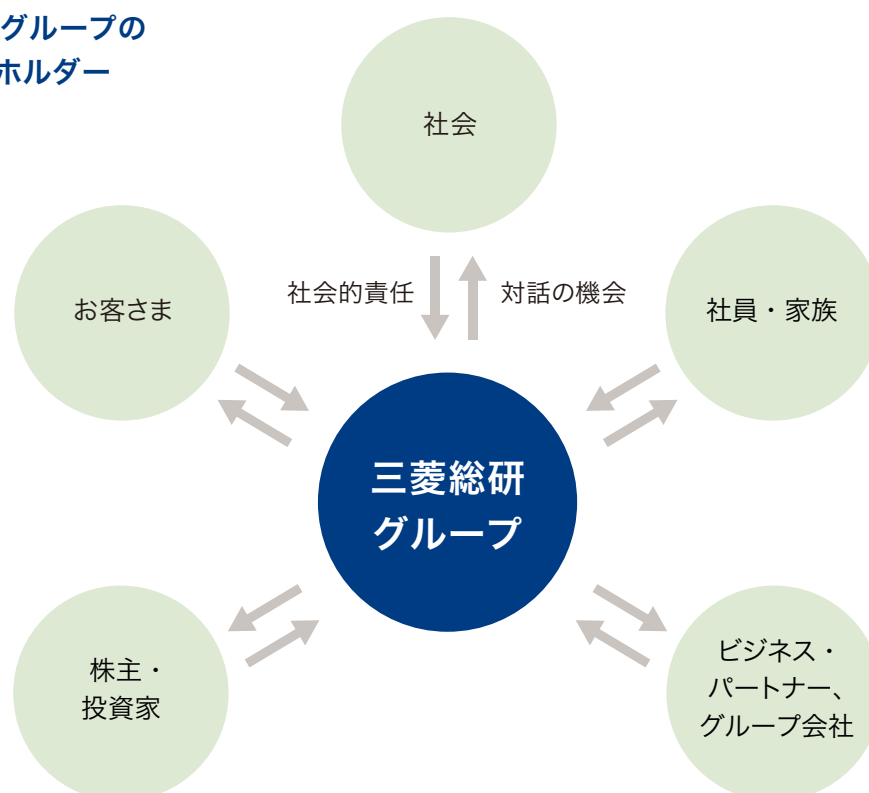 グループの
ホルダー
社会
社会的責任
対話の機会
お客さま
社員・家族
三菱総研
グループ
株主・
投資家
ビジネス・
パートナー、
グループ会社